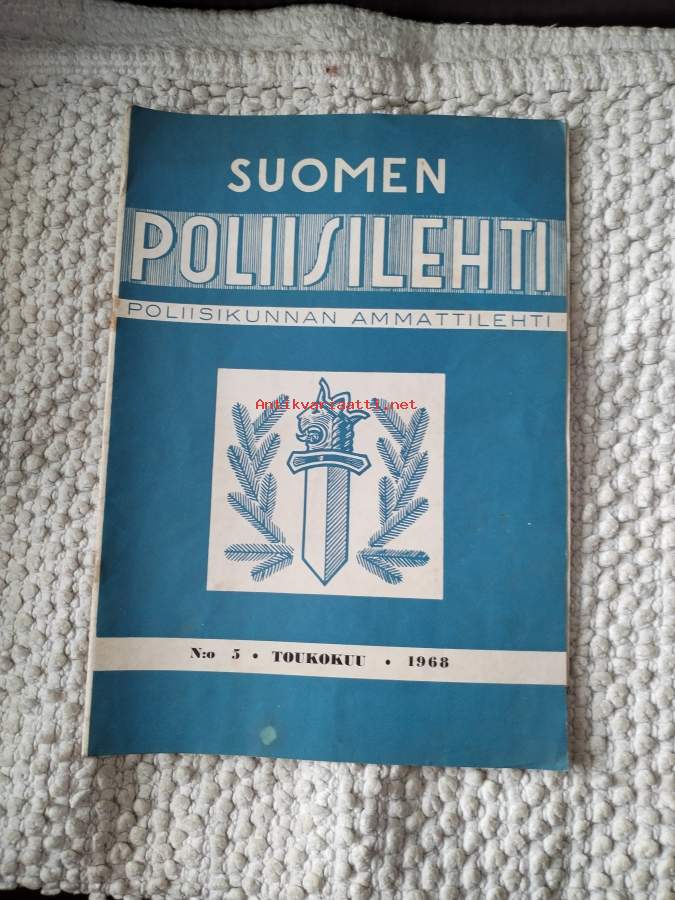 SUOMEN
POLIISILEHTI
POLIISIKUNNAN AMMATTILEHTI
Antikvariaatti.net
N:o 5 • TOUKOKUU • 1968